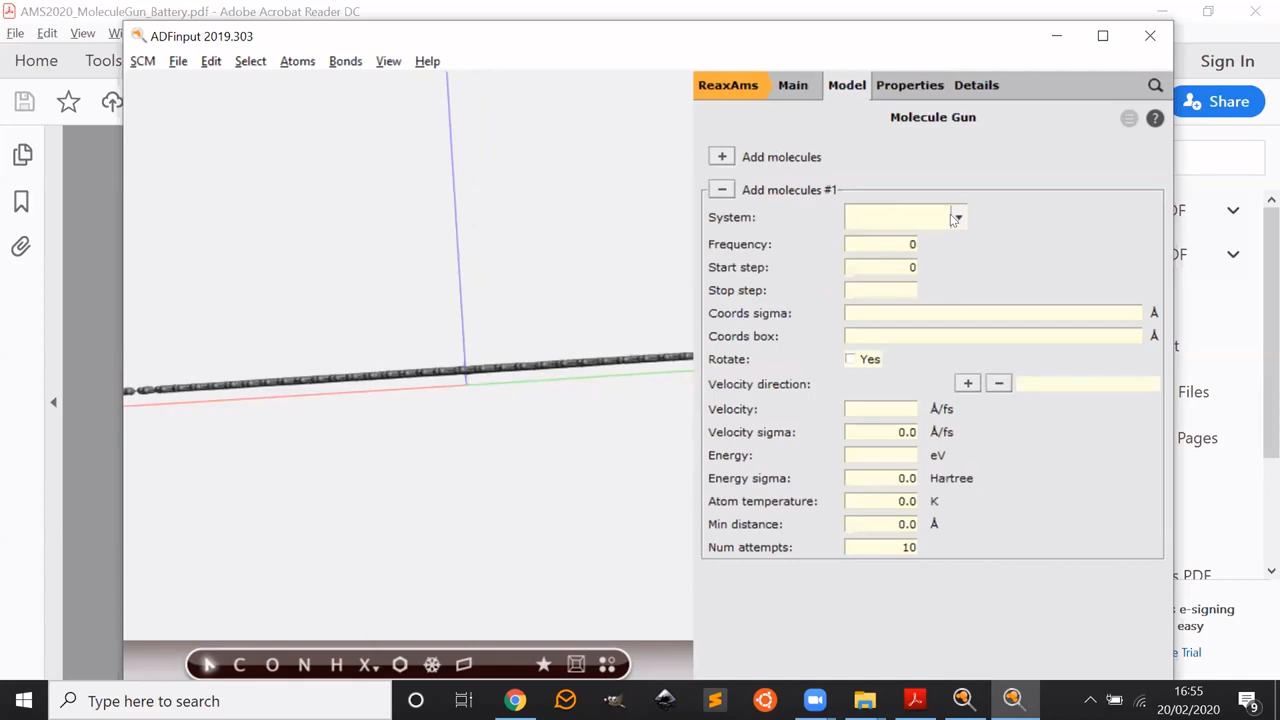 AMS2020_MoleculeGun_Battery.pdf - Adobe Acrobat Reader DC
File Edit View
Home Tools
Sign In
Share
ADFinput 2019.303
SCM File Edit Select Atoms Bonds View Help
ReaxAms Main Model Properties Details
Molecule Gun
?
+ Add molecules
− Add molecules #1
System:
Frequency: 0
Start step: 0
Stop step:
Coords sigma: Å
Coords box: Å
Rotate: Yes
Velocity direction: + −
Velocity: Å/fs
Velocity sigma: 0.0 Å/fs
Energy: eV
Energy sigma: 0.0 Hartree
Atom temperature: 0.0 K
Min distance: 0.0 Å
Num attempts: 10
C O N H X
Files
Pages
PDF
e-signing
easy
Trial
Type here to search
16:55
20/02/2020
9